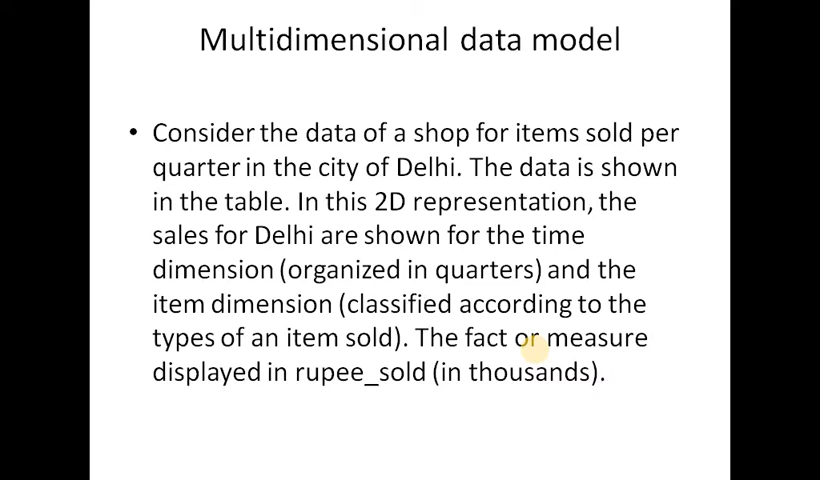 Multidimensional data model
• Consider the data of a shop for items sold per
quarter in the city of Delhi. The data is shown
in the table. In this 2D representation, the
sales for Delhi are shown for the time
dimension (organized in quarters) and the
item dimension (classified according to the
types of an item sold). The fact or measure
displayed in rupee_sold (in thousands).